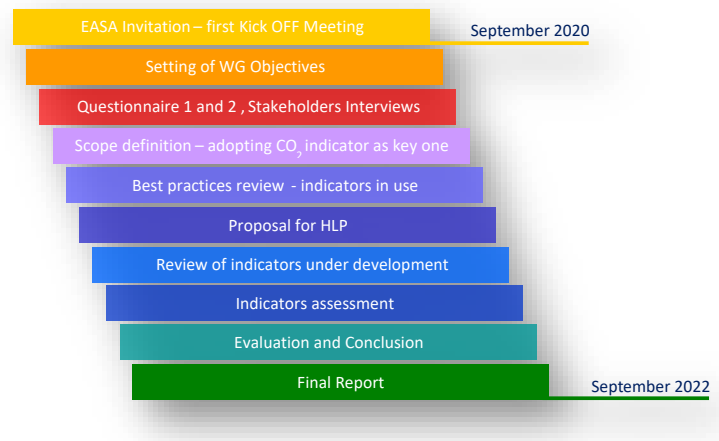 EASA Invitation – first Kick OFF Meeting
September 2020
Setting of WG Objectives
Questionnaire 1 and 2 , Stakeholders Interviews
Scope definition – adopting CO₂ indicator as key one
Best practices review - indicators in use
Proposal for HLP
Review of indicators under development
Indicators assessment
Evaluation and Conclusion
Final Report
September 2022